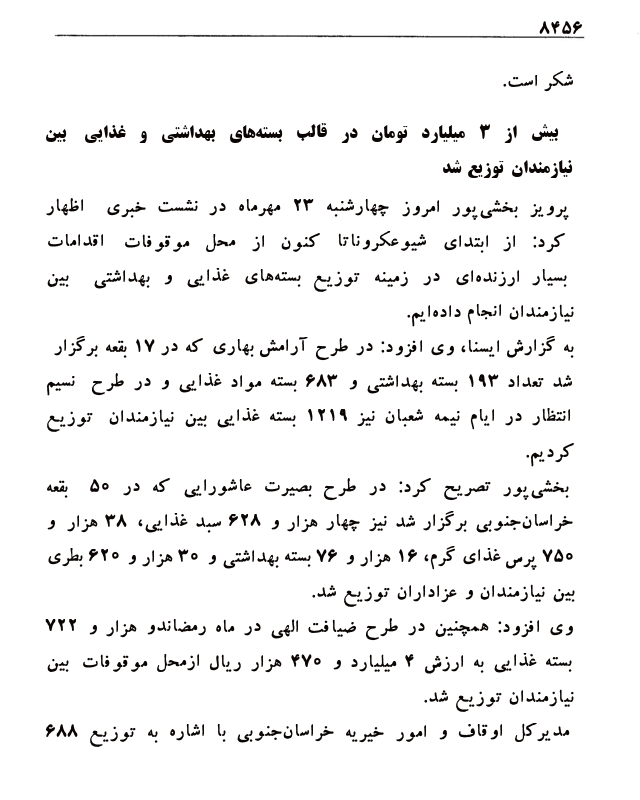 ۸۴۵۶
شکر است.
بیش از ۳ میلیارد تومان در قالب بسته‌های بهداشتی و غذایی بین
نیازمندان توزیع شد
پرویز بخشی‌پور امروز چهارشنبه ۲۳ مهرماه در نشست خبری اظهار
کرد: از ابتدای شیوعکروناتا کنون از محل موقوفات اقدامات
بسیار ارزنده‌ای در زمینه توزیع بسته‌های غذایی و بهداشتی بین
نیازمندان انجام داده‌ایم.
به گزارش ایسنا، وی افزود: در طرح آرامش بهاری که در ۱۷ بقعه برگزار
شد تعداد ۱۹۳ بسته بهداشتی و ۶۸۳ بسته مواد غذایی و در طرح نسیم
انتظار در ایام نیمه شعبان نیز ۱۲۱۹ بسته غذایی بین نیازمندان توزیع
کردیم.
بخشی‌پور تصریح کرد: در طرح بصیرت عاشورایی که در ۵۰ بقعه
خراسان‌جنوبی برگزار شد نیز چهار هزار و ۶۲۸ سبد غذایی، ۳۸ هزار و
۷۵۰ پرس غذای گرم، ۱۶ هزار و ۷۶ بسته بهداشتی و ۳۰ هزار و ۶۲۰ بطری
بین نیازمندان و عزاداران توزیع شد.
وی افزود: همچنین در طرح ضیافت الهی در ماه رمضاندو هزار و ۷۲۲
بسته غذایی به ارزش ۴ میلیارد و ۴۷۰ هزار ریال ازمحل موقوفات بین
نیازمندان توزیع شد.
مدیرکل اوقاف و امور خیریه خراسان‌جنوبی با اشاره به توزیع ۶۸۸